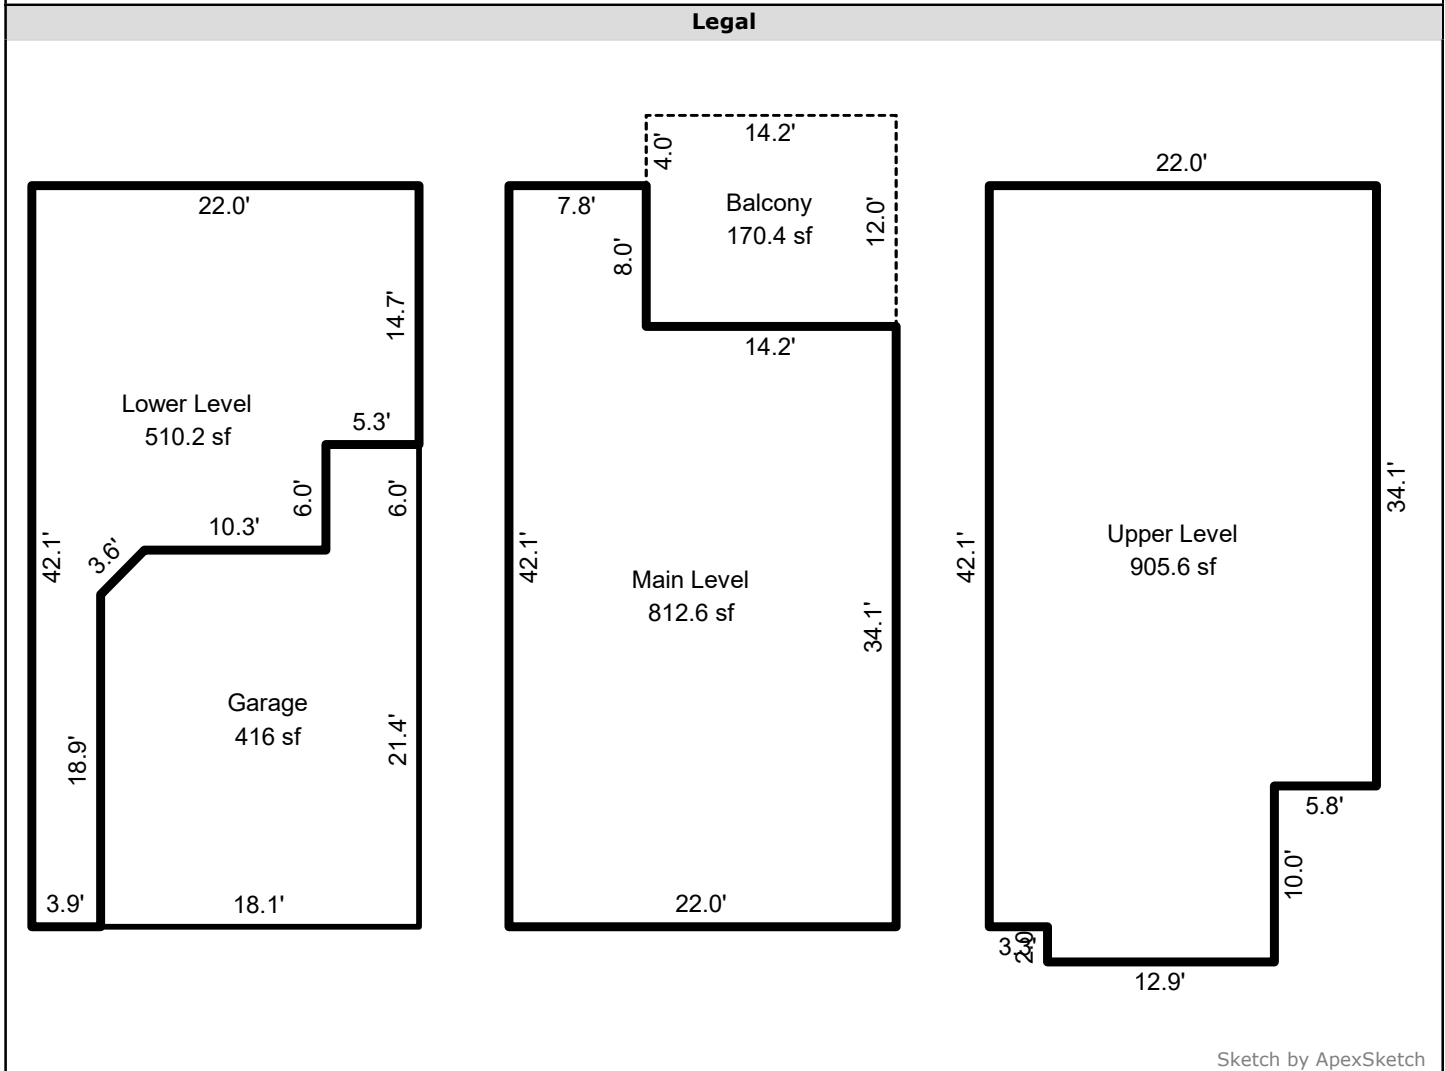 Legal
22.0'
14.7'
Lower Level
510.2 sf
5.3'
6.0'
6.0'
10.3'
3.6'
42.1'
18.9'
Garage
416 sf
21.4'
3.9'
18.1'
14.2'
4.0'
Balcony
170.4 sf
12.0'
7.8'
8.0'
14.2'
42.1'
Main Level
812.6 sf
34.1'
22.0'
22.0'
34.1'
42.1'
Upper Level
905.6 sf
5.8'
10.0'
3.3'
2.0'
12.9'
Sketch by ApexSketch